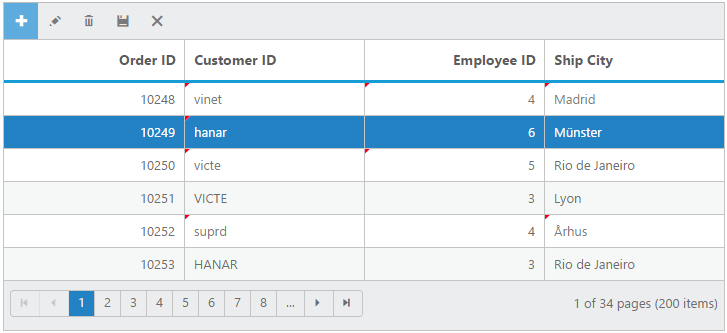 Order ID Customer ID Employee ID Ship City
10248 vinet 4 Madrid
10249 hanar 6 Münster
10250 victe 5 Rio de Janeiro
10251 VICTE 3 Lyon
10252 suprd 4 Århus
10253 HANAR 3 Rio de Janeiro
1 2 3 4 5 6 7 8 ... 1 of 34 pages (200 items)